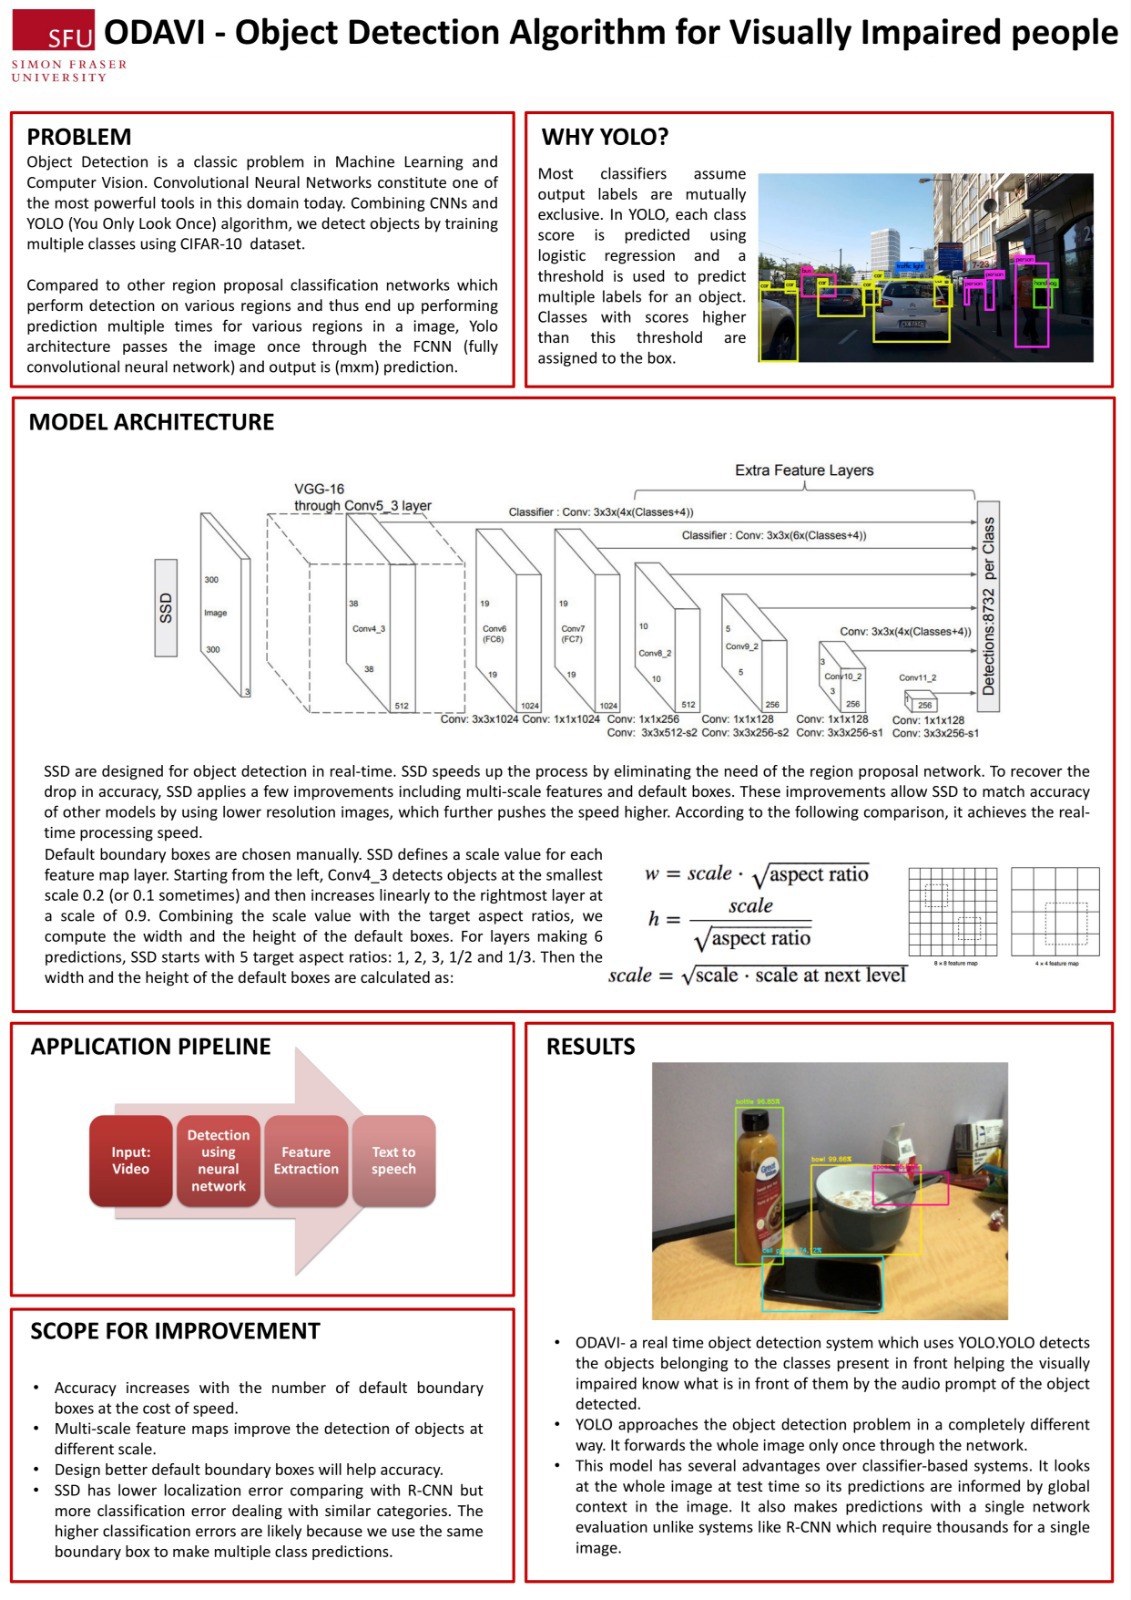 SFU
SIMON FRASER
UNIVERSITY
ODAVI - Object Detection Algorithm for Visually Impaired people
PROBLEM
Object Detection is a classic problem in Machine Learning and
Computer Vision. Convolutional Neural Networks constitute one of
the most powerful tools in this domain today. Combining CNNs and
YOLO (You Only Look Once) algorithm, we detect objects by training
multiple classes using CIFAR-10 dataset.
Compared to other region proposal classification networks which
perform detection on various regions and thus end up performing
prediction multiple times for various regions in a image, Yolo
architecture passes the image once through the FCNN (fully
convolutional neural network) and output is (mxm) prediction.
WHY YOLO?
Most classifiers assume
output labels are mutually
exclusive. In YOLO, each class
score is predicted using
logistic regression and a
threshold is used to predict
multiple labels for an object.
Classes with scores higher
than this threshold are
assigned to the box.
car
car
bus
car
car
traffic light
car
person
person
person
handbag
MODEL ARCHITECTURE
Extra Feature Layers
VGG-16
through Conv5_3 layer
Classifier : Conv: 3x3x(4x(Classes+4))
Classifier : Conv: 3x3x(6x(Classes+4))
Conv: 3x3x(4x(Classes+4))
SSD
300
Image
300
3
38
Conv4_3
38
512
19
Conv6
(FC6)
19
1024
19
Conv7
(FC7)
19
1024
10
Conv8_2
10
512
5
Conv9_2
5
256
3
Conv10_2
3
256
Conv11_2
1
256
Detections:8732 per Class
Conv: 3x3x1024 Conv: 1x1x1024 Conv: 1x1x256 Conv: 1x1x128 Conv: 1x1x128 Conv: 1x1x128
Conv: 3x3x512-s2 Conv: 3x3x256-s2 Conv: 3x3x256-s1 Conv: 3x3x256-s1
SSD are designed for object detection in real-time. SSD speeds up the process by eliminating the need of the region proposal network. To recover the
drop in accuracy, SSD applies a few improvements including multi-scale features and default boxes. These improvements allow SSD to match accuracy
of other models by using lower resolution images, which further pushes the speed higher. According to the following comparison, it achieves the real-
time processing speed.
Default boundary boxes are chosen manually. SSD defines a scale value for each
feature map layer. Starting from the left, Conv4_3 detects objects at the smallest
scale 0.2 (or 0.1 sometimes) and then increases linearly to the rightmost layer at
a scale of 0.9. Combining the scale value with the target aspect ratios, we
compute the width and the height of the default boxes. For layers making 6
predictions, SSD starts with 5 target aspect ratios: 1, 2, 3, 1/2 and 1/3. Then the
width and the height of the default boxes are calculated as:
w = scale · √aspect ratio
h = scale / √aspect ratio
scale = √scale · scale at next level
8 × 8 feature map
4 × 4 feature map
APPLICATION PIPELINE
Input:
Video
Detection
using
neural
network
Feature
Extraction
Text to
speech
SCOPE FOR IMPROVEMENT
• Accuracy increases with the number of default boundary
boxes at the cost of speed.
• Multi-scale feature maps improve the detection of objects at
different scale.
• Design better default boundary boxes will help accuracy.
• SSD has lower localization error comparing with R-CNN but
more classification error dealing with similar categories. The
higher classification errors are likely because we use the same
boundary box to make multiple class predictions.
RESULTS
bowl 99.66%
Great
Value
• ODAVI- a real time object detection system which uses YOLO.YOLO detects
the objects belonging to the classes present in front helping the visually
impaired know what is in front of them by the audio prompt of the object
detected.
• YOLO approaches the object detection problem in a completely different
way. It forwards the whole image only once through the network.
• This model has several advantages over classifier-based systems. It looks
at the whole image at test time so its predictions are informed by global
context in the image. It also makes predictions with a single network
evaluation unlike systems like R-CNN which require thousands for a single
image.